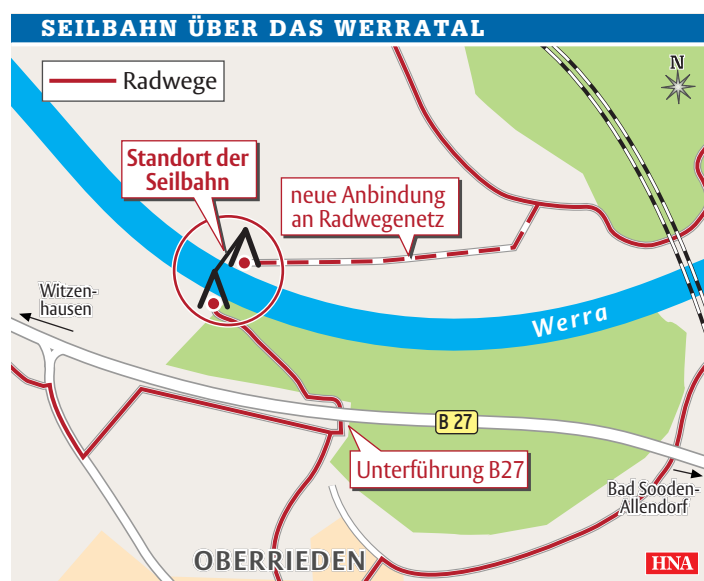 SEILBAHN ÜBER DAS WERRATAL
Radwege
N
Standort der
Seilbahn
neue Anbindung
an Radwegenetz
Witzen-
hausen
Werra
B 27
Unterführung B27
Bad Sooden-
Allendorf
OBERRIEDEN
HNA